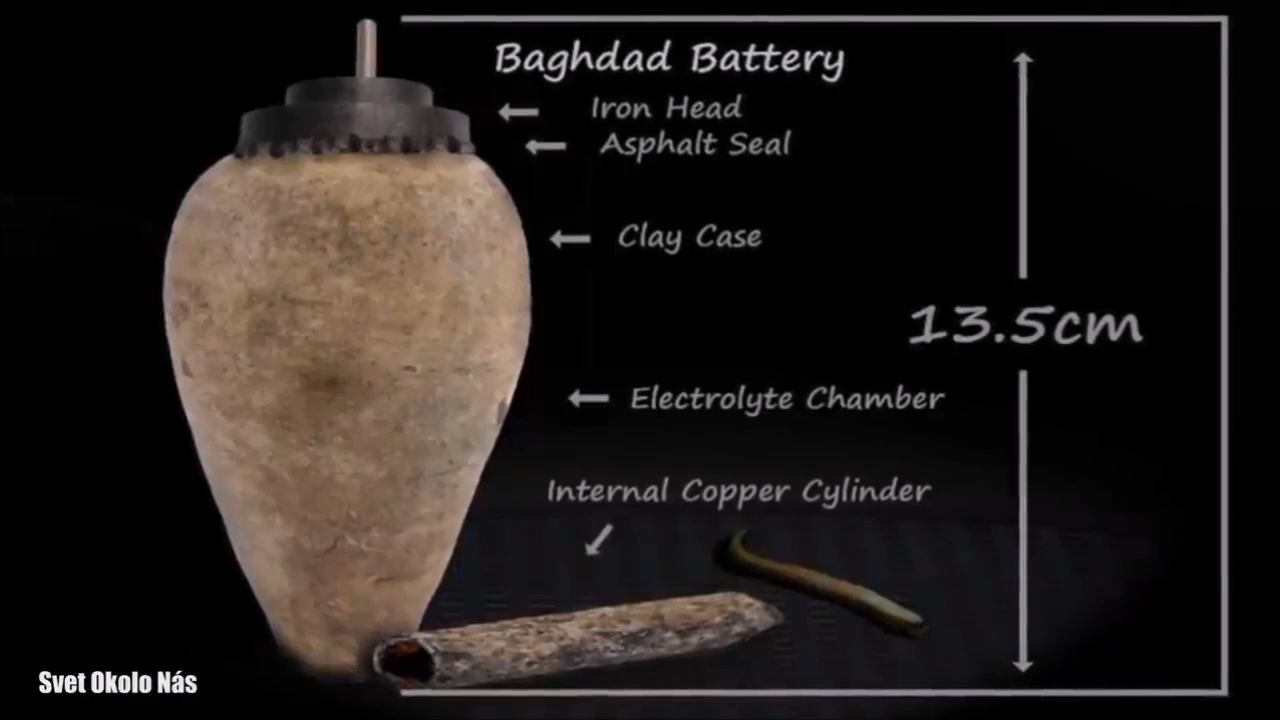 Baghdad Battery
Iron Head
Asphalt Seal
Clay Case
13.5cm
Electrolyte Chamber
Internal Copper Cylinder
Svet Okolo Nás